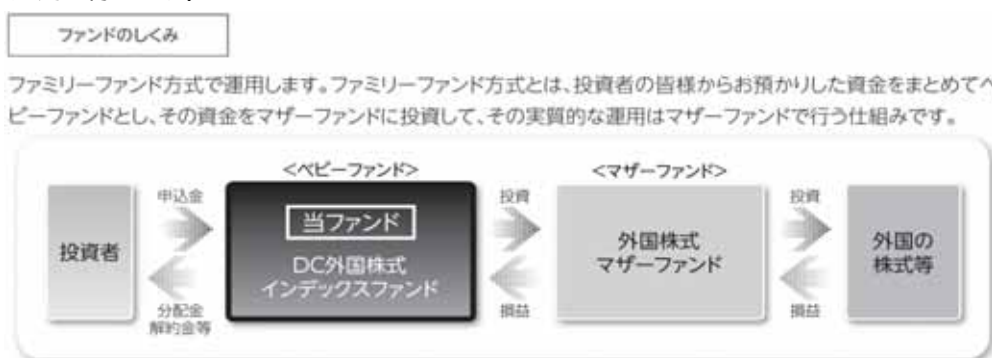 ファンドのしくみ
ファミリーファンド方式で運用します。ファミリーファンド方式とは、投資者の皆様からお預かりした資金をまとめてベ
ビーファンドとし、その資金をマザーファンドに投資して、その実質的な運用はマザーファンドで行う仕組みです。
<ベビーファンド>
<マザーファンド>
投資者
申込金
分配金
解約金等
当ファンド
DC外国株式
インデックスファンド
投資
損益
外国株式
マザーファンド
投資
損益
外国の
株式等